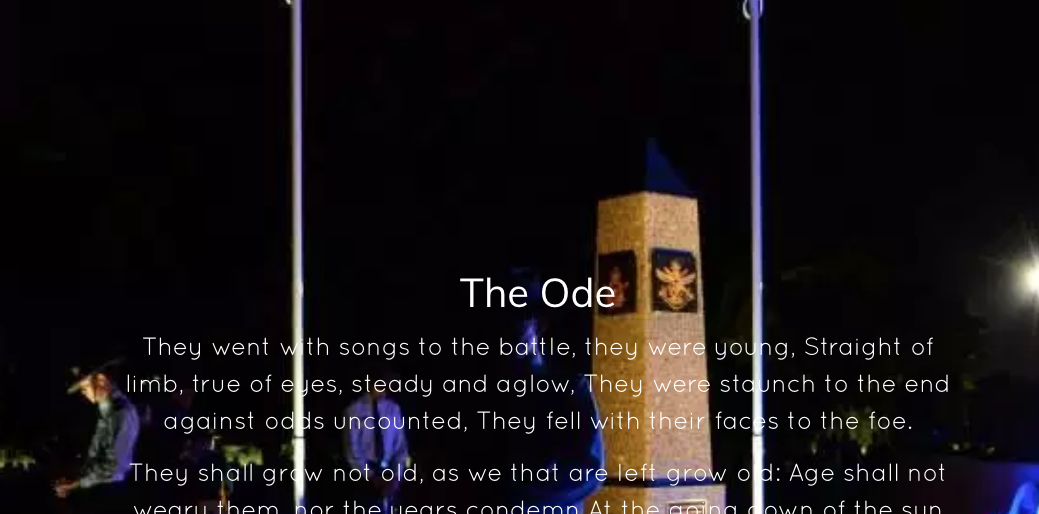 The Ode
They went with songs to the battle, they were young, Straight of
limb, true of eyes, steady and aglow, They were staunch to the end
against odds uncounted, They fell with their faces to the foe.
They shall grow not old, as we that are left grow old: Age shall not
weary them, nor the years condemn At the going down of the sun